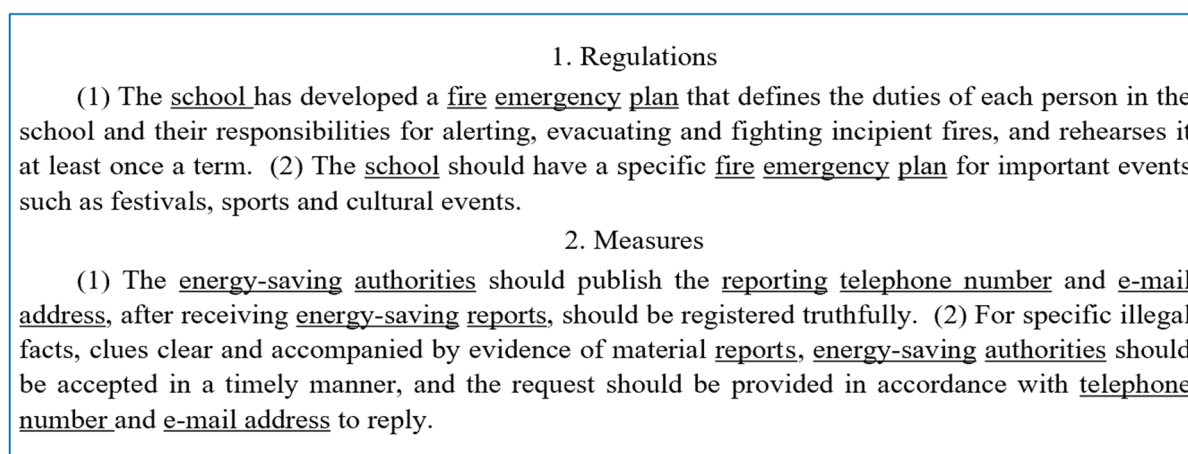 1. Regulations
(1) The school has developed a fire emergency plan that defines the duties of each person in the
school and their responsibilities for alerting, evacuating and fighting incipient fires, and rehearses it
at least once a term. (2) The school should have a specific fire emergency plan for important events
such as festivals, sports and cultural events.
2. Measures
(1) The energy-saving authorities should publish the reporting telephone number and e-mail
address, after receiving energy-saving reports, should be registered truthfully. (2) For specific illegal
facts, clues clear and accompanied by evidence of material reports, energy-saving authorities should
be accepted in a timely manner, and the request should be provided in accordance with telephone
number and e-mail address to reply.